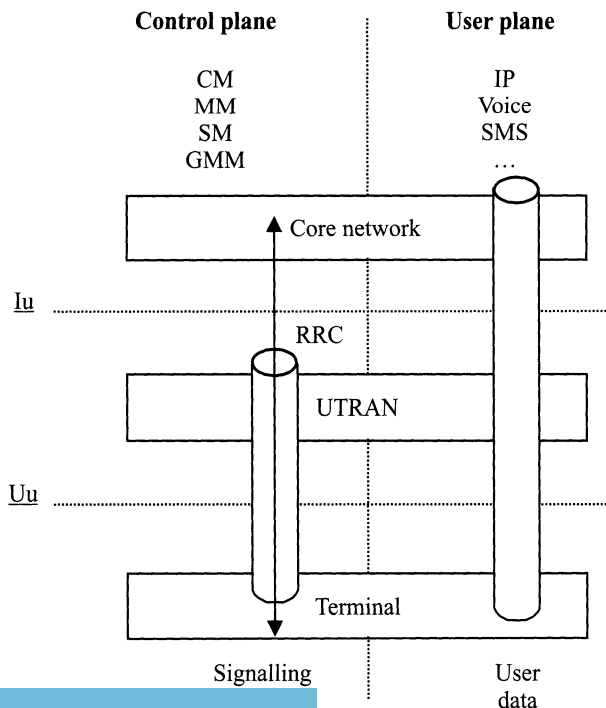 Control plane
User plane
CM
MM
SM
GMM
IP
Voice
SMS
...
Core network
Iu
RRC
UTRAN
Uu
Terminal
Signalling
User
data